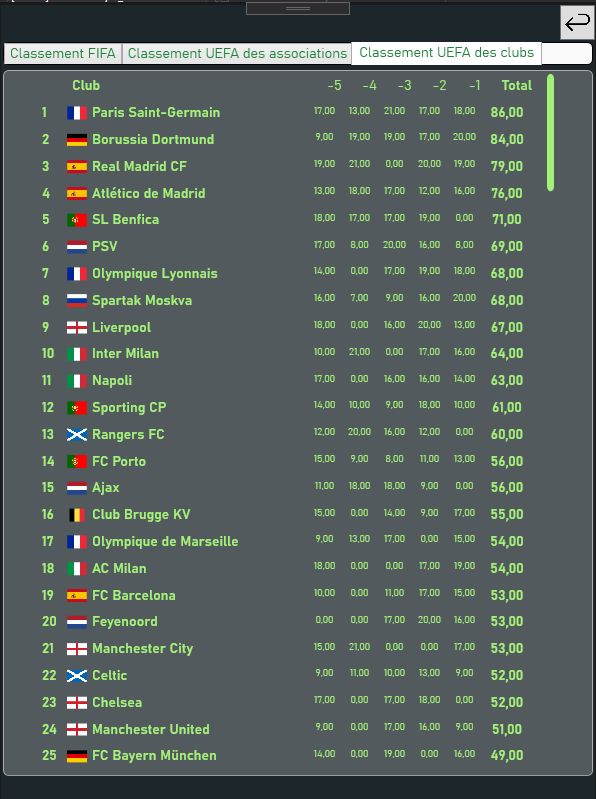 Classement FIFA Classement UEFA des associations Classement UEFA des clubs
Club -5 -4 -3 -2 -1 Total
1 Paris Saint-Germain 17,00 13,00 21,00 17,00 18,00 86,00
2 Borussia Dortmund 9,00 19,00 19,00 17,00 20,00 84,00
3 Real Madrid CF 19,00 21,00 0,00 20,00 19,00 79,00
4 Atlético de Madrid 13,00 18,00 17,00 12,00 16,00 76,00
5 SL Benfica 18,00 17,00 17,00 19,00 0,00 71,00
6 PSV 17,00 8,00 20,00 16,00 8,00 69,00
7 Olympique Lyonnais 14,00 0,00 17,00 19,00 18,00 68,00
8 Spartak Moskva 16,00 7,00 9,00 16,00 20,00 68,00
9 Liverpool 18,00 0,00 16,00 20,00 13,00 67,00
10 Inter Milan 10,00 21,00 0,00 17,00 16,00 64,00
11 Napoli 17,00 0,00 16,00 16,00 14,00 63,00
12 Sporting CP 14,00 10,00 9,00 18,00 10,00 61,00
13 Rangers FC 12,00 20,00 16,00 12,00 0,00 60,00
14 FC Porto 15,00 9,00 8,00 11,00 13,00 56,00
15 Ajax 11,00 18,00 18,00 9,00 0,00 56,00
16 Club Brugge KV 15,00 0,00 14,00 9,00 17,00 55,00
17 Olympique de Marseille 9,00 13,00 17,00 0,00 15,00 54,00
18 AC Milan 18,00 0,00 0,00 17,00 19,00 54,00
19 FC Barcelona 10,00 0,00 11,00 17,00 15,00 53,00
20 Feyenoord 0,00 0,00 17,00 20,00 16,00 53,00
21 Manchester City 15,00 21,00 0,00 0,00 17,00 53,00
22 Celtic 9,00 11,00 10,00 13,00 9,00 52,00
23 Chelsea 17,00 0,00 17,00 18,00 0,00 52,00
24 Manchester United 9,00 0,00 17,00 16,00 9,00 51,00
25 FC Bayern München 14,00 0,00 19,00 0,00 16,00 49,00